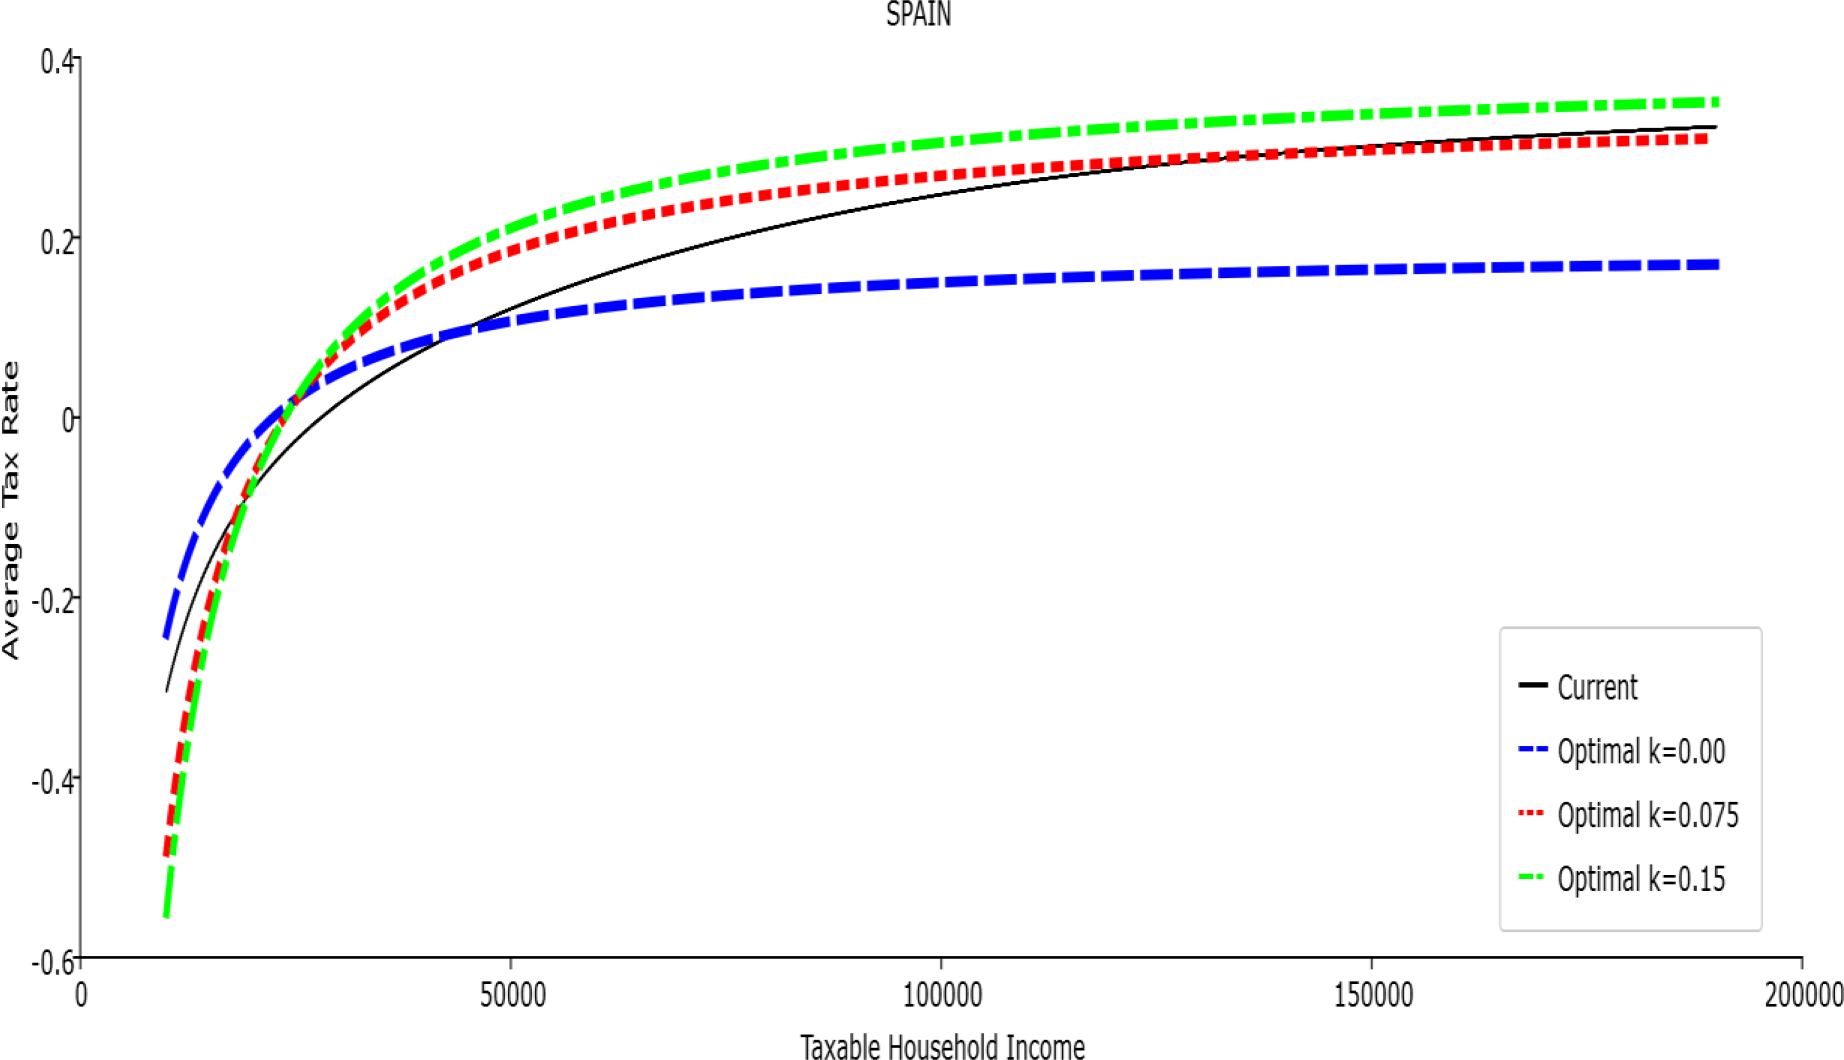 SPAIN
0.4
0.2
0
-0.2
-0.4
-0.6
Average Tax Rate
0
50000
100000
150000
200000
Taxable Household Income
Current
Optimal k=0.00
Optimal k=0.075
Optimal k=0.15